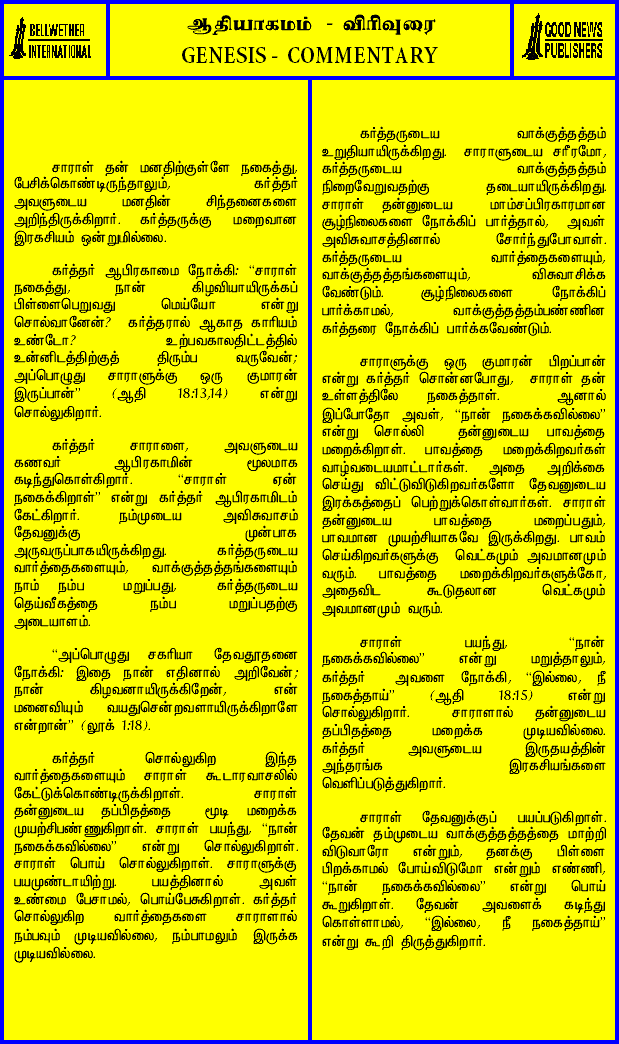 BELLWETHER
INTERNATIONAL
ஆதியாகமம் - விரிவுரை
GENESIS - COMMENTARY
GOOD NEWS
PUBLISHERS
சாராள் தன் மனதிற்குள்ளே நகைத்து,
பேசிக்கொண்டிருந்தாலும், கர்த்தர்
அவளுடைய மனதின் சிந்தனைகளை
அறிந்திருக்கிறார். கர்த்தருக்கு மறைவான
இரகசியம் ஒன்றுமில்லை.
கர்த்தர் ஆபிரகாமை நோக்கி: “சாராள்
நகைத்து, நான் கிழவியாயிருக்கப்
பிள்ளைபெறுவது மெய்யோ என்று
சொல்வானேன்? கர்த்தரால் ஆகாத காரியம்
உண்டோ? உற்பவகாலதிட்டத்தில்
உன்னிடத்திற்குத் திரும்ப வருவேன்;
அப்பொழுது சாராளுக்கு ஒரு குமாரன்
இருப்பான்” (ஆதி 18:13,14) என்று
சொல்லுகிறார்.
கர்த்தர் சாராளை, அவளுடைய
கணவர் ஆபிரகாமின் மூலமாக
கடிந்துகொள்கிறார். “சாராள் ஏன்
நகைக்கிறாள்” என்று கர்த்தர் ஆபிரகாமிடம்
கேட்கிறார். நம்முடைய அவிசுவாசம்
தேவனுக்கு முன்பாக
அருவருப்பாகயிருக்கிறது. கர்த்தருடைய
வார்த்தைகளையும், வாக்குத்தத்தங்களையும்
நாம் நம்ப மறுப்பது, கர்த்தருடைய
தெய்வீகத்தை நம்ப மறுப்பதற்கு
அடையாளம்.
“அப்பொழுது சகரியா தேவதூதனை
நோக்கி: இதை நான் எதினால் அறிவேன்;
நான் கிழவனாயிருக்கிறேன், என்
மனைவியும் வயதுசென்றவளாயிருக்கிறாளே
என்றான்” (லூக் 1:18).
கர்த்தர் சொல்லுகிற இந்த
வார்த்தைகளையும் சாராள் கூடாரவாசலில்
கேட்டுக்கொண்டிருக்கிறாள். சாராள்
தன்னுடைய தப்பிதத்தை மூடி மறைக்க
முயற்சிபண்ணுகிறாள். சாராள் பயந்து, “நான்
நகைக்கவில்லை” என்று சொல்லுகிறாள்.
சாராள் பொய் சொல்லுகிறாள். சாராளுக்கு
பயமுண்டாயிற்று. பயத்தினால் அவள்
உண்மை பேசாமல், பொய்பேசுகிறாள். கர்த்தர்
சொல்லுகிற வார்த்தைகளை சாராளால்
நம்பவும் முடியவில்லை, நம்பாமலும் இருக்க
முடியவில்லை.
கர்த்தருடைய வாக்குத்தத்தம்
உறுதியாயிருக்கிறது. சாராளுடைய சரீரமோ,
கர்த்தருடைய வாக்குத்தத்தம்
நிறைவேறுவதற்கு தடையாயிருக்கிறது.
சாராள் தன்னுடைய மாம்சப்பிரகாரமான
சூழ்நிலைகளை நோக்கிப் பார்த்தால், அவள்
அவிசுவாசத்தினால் சோர்ந்துபோவாள்.
கர்த்தருடைய வார்த்தைகளையும்,
வாக்குத்தத்தங்களையும், விசுவாசிக்க
வேண்டும். சூழ்நிலைகளை நோக்கிப்
பார்க்காமல், வாக்குத்தத்தம்பண்ணின
கர்த்தரை நோக்கிப் பார்க்கவேண்டும்.
சாராளுக்கு ஒரு குமாரன் பிறப்பான்
என்று கர்த்தர் சொன்னபோது, சாராள் தன்
உள்ளத்திலே நகைத்தாள். ஆனால்
இப்போதோ அவள், “நான் நகைக்கவில்லை”
என்று சொல்லி தன்னுடைய பாவத்தை
மறைக்கிறாள். பாவத்தை மறைக்கிறவர்கள்
வாழ்வடையமாட்டார்கள். அதை அறிக்கை
செய்து விட்டுவிடுகிறவர்களோ தேவனுடைய
இரக்கத்தைப் பெற்றுக்கொள்வார்கள். சாராள்
தன்னுடைய பாவத்தை மறைப்பதும்,
பாவமான முயற்சியாகவே இருக்கிறது. பாவம்
செய்கிறவர்களுக்கு வெட்கமும் அவமானமும்
வரும். பாவத்தை மறைக்கிறவர்களுக்கோ,
அதைவிட கூடுதலான வெட்கமும்
அவமானமும் வரும்.
சாராள் பயந்து, “நான்
நகைக்கவில்லை” என்று மறுத்தாலும்,
கர்த்தர் அவளை நோக்கி, “இல்லை, நீ
நகைத்தாய்” (ஆதி 18:15) என்று
சொல்லுகிறார். சாராளால் தன்னுடைய
தப்பிதத்தை மறைக்க முடியவில்லை.
கர்த்தர் அவளுடைய இருதயத்தின்
அந்தரங்க இரகசியங்களை
வெளிப்படுத்துகிறார்.
சாராள் தேவனுக்குப் பயப்படுகிறாள்.
தேவன் தம்முடைய வாக்குத்தத்தத்தை மாற்றி
விடுவாரோ என்றும், தனக்கு பிள்ளை
பிறக்காமல் போய்விடுமோ என்றும் எண்ணி,
“நான் நகைக்கவில்லை” என்று பொய்
கூறுகிறாள். தேவன் அவளைக் கடிந்து
கொள்ளாமல், “இல்லை, நீ நகைத்தாய்”
என்று கூறி திருத்துகிறார்.